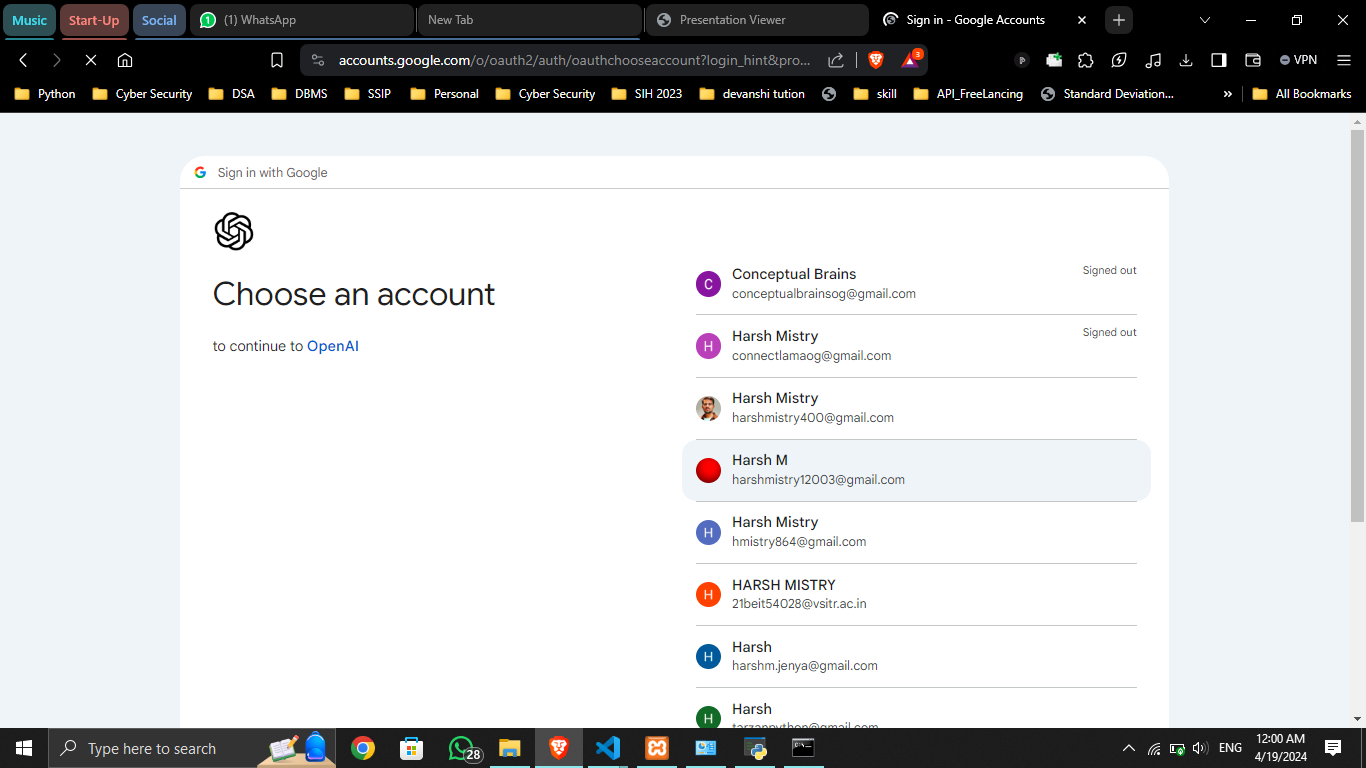 Music
Start-Up
Social
(1) WhatsApp
New Tab
Presentation Viewer
Sign in - Google Accounts
accounts.google.com/o/oauth2/auth/oauthchooseaccount?login_hint&pro...
3
VPN
Python
Cyber Security
DSA
DBMS
SSIP
Personal
Cyber Security
SIH 2023
devanshi tution
skill
API_FreeLancing
Standard Deviation...
»
All Bookmarks
Sign in with Google
Choose an account
to continue to OpenAI
C
Conceptual Brains
Signed out
conceptualbrainsog@gmail.com
H
Harsh Mistry
Signed out
connectlamaog@gmail.com
Harsh Mistry
harshmistry400@gmail.com
Harsh M
harshmistry12003@gmail.com
H
Harsh Mistry
hmistry864@gmail.com
H
HARSH MISTRY
21beit54028@vsitr.ac.in
H
Harsh
harshm.jenya@gmail.com
H
Harsh
tarzanpython@gmail.com
Type here to search
28
ENG
12:00 AM
4/19/2024